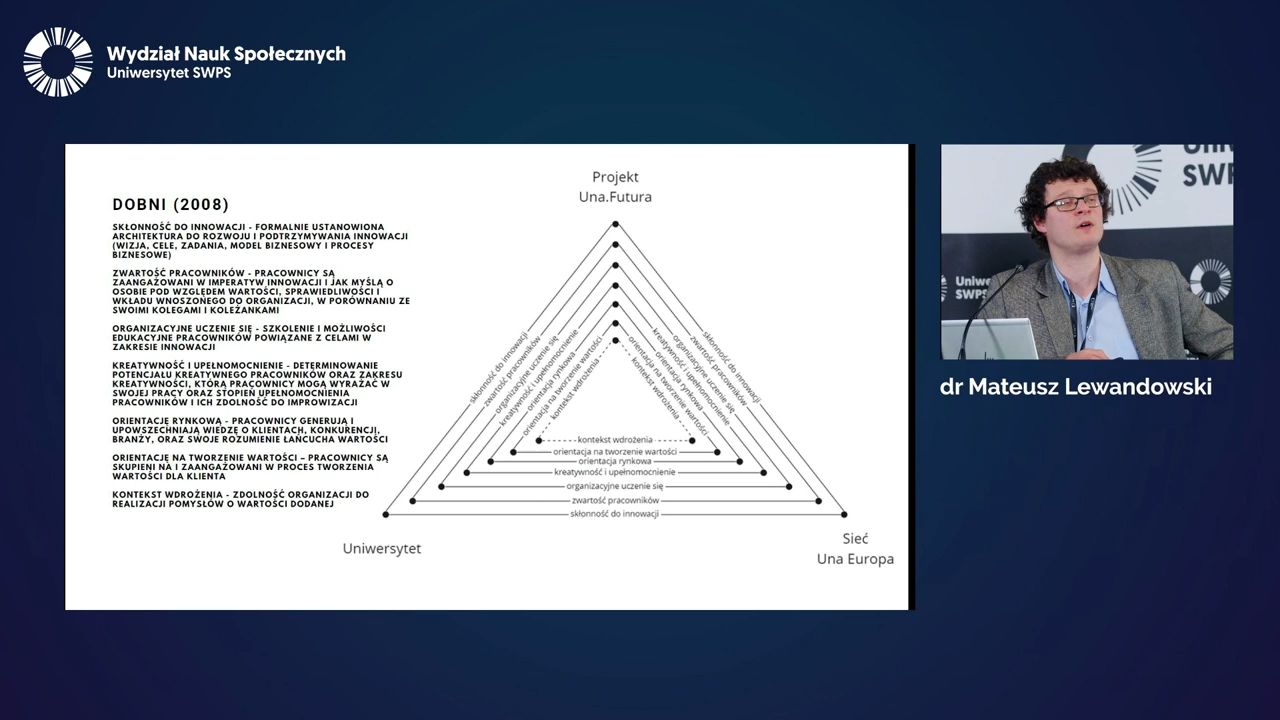 Wydział Nauk Społecznych
Uniwersytet SWPS
DOBNI (2008)
SKŁONNOŚĆ DO INNOWACJI - FORMALNIE USTANOWIONA
ARCHITEKTURA DO ROZWOJU I PODTRZYMYWANIA INNOWACJI
(WIZJA, CELE, ZADANIA, MODEL BIZNESOWY I PROCESY
BIZNESOWE)
ZWARTOŚĆ PRACOWNIKÓW - PRACOWNICY SĄ
ZAANGAŻOWANI W IMPERATYW INNOWACJI I JAK MYŚLĄ O
OSOBIE POD WZGLĘDEM WARTOŚCI, SPRAWIEDLIWOŚCI I
WKŁADU WNOSZONEGO DO ORGANIZACJI, W PORÓWNANIU ZE
SWOIMI KOLEGAMI I KOLEŻANKAMI
ORGANIZACYJNE UCZENIE SIĘ - SZKOLENIE I MOŻLIWOŚCI
EDUKACYJNE PRACOWNIKÓW POWIĄZANE Z CELAMI W
ZAKRESIE INNOWACJI
KREATYWNOŚĆ I UPEŁNOMOCNIENIE - DETERMINOWANIE
POTENCJAŁU KREATYWNEGO PRACOWNIKÓW ORAZ ZAKRESU
KREATYWNOŚCI, KTÓRĄ PRACOWNICY MOGĄ WYRAŻAĆ W
SWOJEJ PRACY ORAZ STOPIEŃ UPEŁNOMOCNIENIA
PRACOWNIKÓW I ICH ZDOLNOŚĆ DO IMPROWIZACJI
ORIENTACJĘ RYNKOWĄ - PRACOWNICY GENERUJĄ I
UPOWSZECHNIAJĄ WIEDZĘ O KLIENTACH, KONKURENCJI,
BRANŻY, ORAZ SWOJE ROZUMIENIE ŁAŃCUCHA WARTOŚCI
ORIENTACJĘ NA TWORZENIE WARTOŚCI – PRACOWNICY SĄ
SKUPIENI NA I ZAANGAŻOWANI W PROCES TWORZENIA
WARTOŚCI DLA KLIENTA
KONTEKST WDROŻENIA - ZDOLNOŚĆ ORGANIZACJI DO
REALIZACJI POMYSŁÓW O WARTOŚCI DODANEJ
Projekt
Una.Futura
skłonność do innowacji
zwartość pracowników
organizacyjne uczenie się
kreatywność i upełnomocnienie
orientacja rynkowa
orientacja na tworzenie wartości
kontekst wdrożenia
kontekst wdrożenia
orientacja na tworzenie wartości
orientacja rynkowa
kreatywność i upełnomocnienie
organizacyjne uczenie się
zwartość pracowników
skłonność do innowacji
kontekst wdrożenia
orientacja na tworzenie wartości
orientacja rynkowa
kreatywność i upełnomocnienie
organizacyjne uczenie się
zwartość pracowników
skłonność do innowacji
Uniwersytet
Sieć
Una Europa
SWPS
Uniwe
SWPS
dr Mateusz Lewandowski